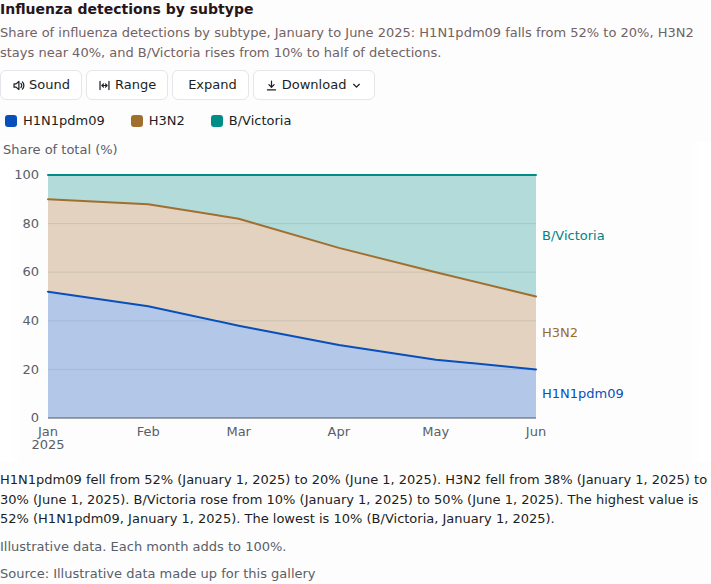 Influenza detections by subtype
Share of influenza detections by subtype, January to June 2025: H1N1pdm09 falls from 52% to 20%, H3N2
stays near 40%, and B/Victoria rises from 10% to half of detections.
Sound Range Expand Download
H1N1pdm09 H3N2 B/Victoria
Share of total (%)
100
80
60
40
20
0
B/Victoria
H3N2
H1N1pdm09
Jan Feb Mar Apr May Jun
2025
H1N1pdm09 fell from 52% (January 1, 2025) to 20% (June 1, 2025). H3N2 fell from 38% (January 1, 2025) to
30% (June 1, 2025). B/Victoria rose from 10% (January 1, 2025) to 50% (June 1, 2025). The highest value is
52% (H1N1pdm09, January 1, 2025). The lowest is 10% (B/Victoria, January 1, 2025).
Illustrative data. Each month adds to 100%.
Source: Illustrative data made up for this gallery